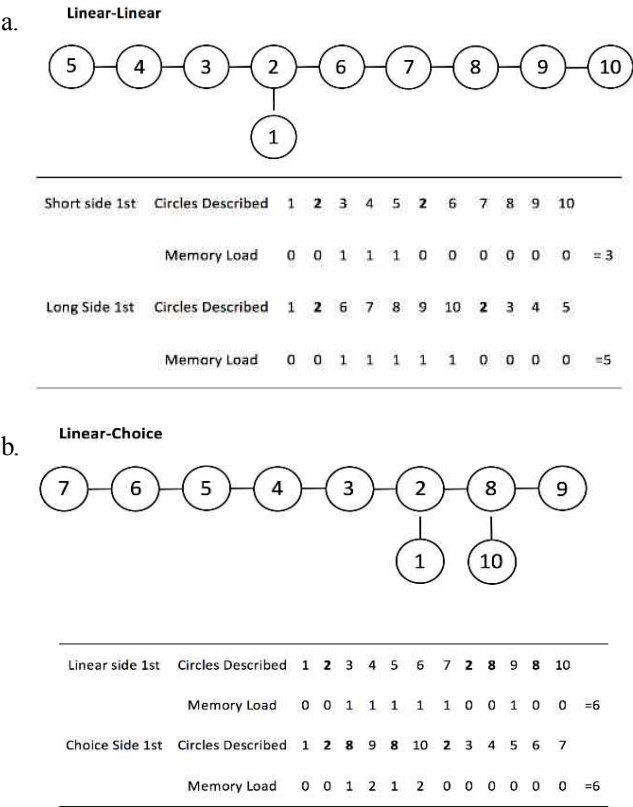 a.
Linear-Linear
5 4 3 2 6 7 8 9 10
1
Short side 1st Circles Described 1 2 3 4 5 2 6 7 8 9 10
Memory Load 0 0 1 1 1 0 0 0 0 0 0 = 3
Long Side 1st Circles Described 1 2 6 7 8 9 10 2 3 4 5
Memory Load 0 0 1 1 1 1 1 0 0 0 0 =5
b.
Linear-Choice
7 6 5 4 3 2 8 9
1 10
Linear side 1st Circles Described 1 2 3 4 5 6 7 2 8 9 8 10
Memory Load 0 0 1 1 1 1 1 0 0 1 0 0 =6
Choice Side 1st Circles Described 1 2 8 9 8 10 2 3 4 5 6 7
Memory Load 0 0 1 2 1 2 0 0 0 0 0 0 =6